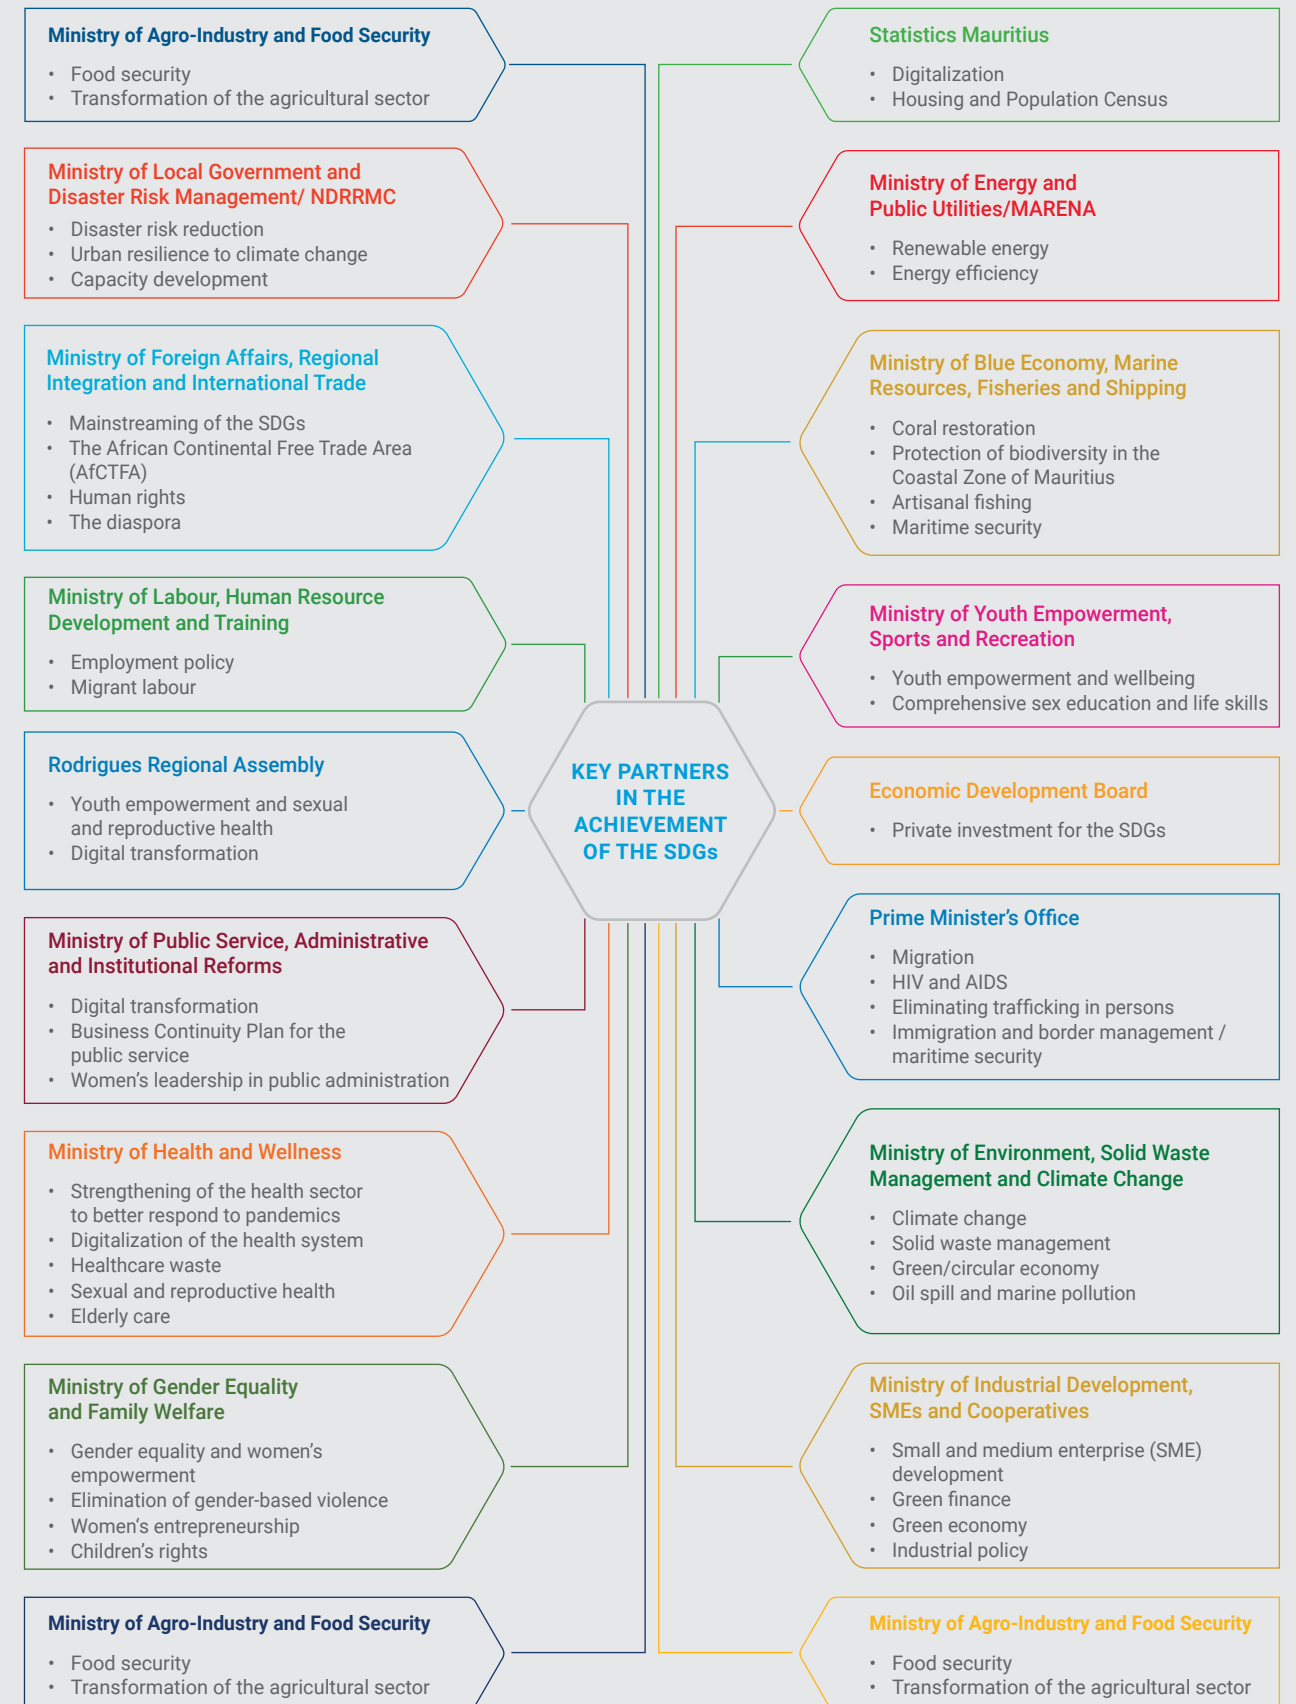 Ministry of Agro-Industry and Food Security
• Food security
• Transformation of the agricultural sector
Ministry of Local Government and
Disaster Risk Management/ NDRRMC
• Disaster risk reduction
• Urban resilience to climate change
• Capacity development
Ministry of Foreign Affairs, Regional
Integration and International Trade
• Mainstreaming of the SDGs
• The African Continental Free Trade Area
(AfCTFA)
• Human rights
• The diaspora
Ministry of Labour, Human Resource
Development and Training
• Employment policy
• Migrant labour
Rodrigues Regional Assembly
• Youth empowerment and sexual
and reproductive health
• Digital transformation
Ministry of Public Service, Administrative
and Institutional Reforms
• Digital transformation
• Business Continuity Plan for the
public service
• Women's leadership in public administration
Ministry of Health and Wellness
• Strengthening of the health sector
to better respond to pandemics
• Digitalization of the health system
• Healthcare waste
• Sexual and reproductive health
• Elderly care
Ministry of Gender Equality
and Family Welfare
• Gender equality and women's
empowerment
• Elimination of gender-based violence
• Women's entrepreneurship
• Children's rights
Ministry of Agro-Industry and Food Security
• Food security
• Transformation of the agricultural sector
KEY PARTNERS
IN THE
ACHIEVEMENT
OF THE SDGs
Statistics Mauritius
• Digitalization
• Housing and Population Census
Ministry of Energy and
Public Utilities/MARENA
• Renewable energy
• Energy efficiency
Ministry of Blue Economy, Marine
Resources, Fisheries and Shipping
• Coral restoration
• Protection of biodiversity in the
Coastal Zone of Mauritius
• Artisanal fishing
• Maritime security
Ministry of Youth Empowerment,
Sports and Recreation
• Youth empowerment and wellbeing
• Comprehensive sex education and life skills
Economic Development Board
• Private investment for the SDGs
Prime Minister's Office
• Migration
• HIV and AIDS
• Eliminating trafficking in persons
• Immigration and border management /
maritime security
Ministry of Environment, Solid Waste
Management and Climate Change
• Climate change
• Solid waste management
• Green/circular economy
• Oil spill and marine pollution
Ministry of Industrial Development,
SMEs and Cooperatives
• Small and medium enterprise (SME)
development
• Green finance
• Green economy
• Industrial policy
Ministry of Agro-Industry and Food Security
• Food security
• Transformation of the agricultural sector